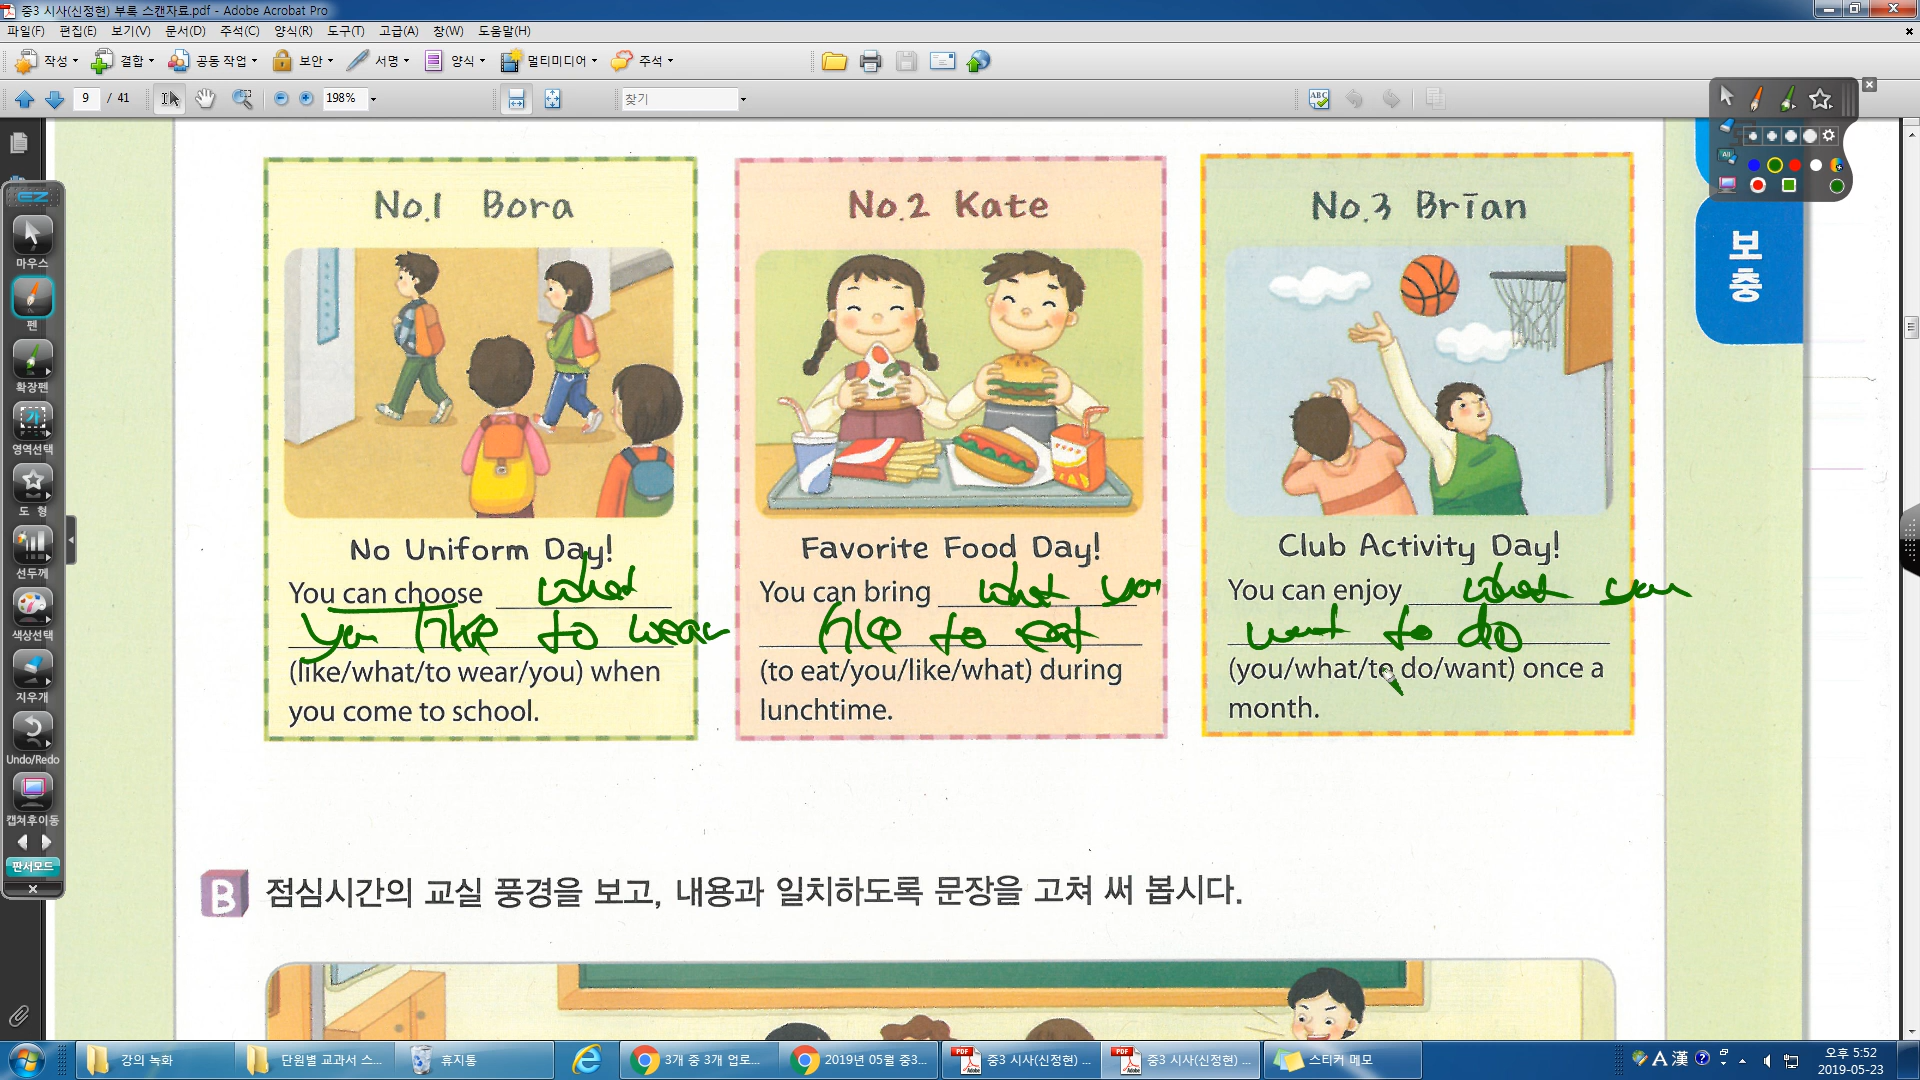 중3 시사(신정현) 부록 스캔자료.pdf - Adobe Acrobat Pro
파일(F) 편집(E) 보기(V) 문서(D) 주석(C) 양식(R) 도구(T) 고급(A) 창(W) 도움말(H)
작성 결합 공동 작업 보안 서명 양식 멀티미디어 주석
9 / 41 198% 찾기
EZ
마우스
펜
확장펜
영역선택
도 형
선두께
색상선택
지우개
Undo/Redo
캡쳐후이동
판서모드
No.1 Bora
No Uniform Day!
You can choose what
you like to wear
(like/what/to wear/you) when
you come to school.
No.2 Kate
Favorite Food Day!
You can bring what you
like to eat
(to eat/you/like/what) during
lunchtime.
No.3 Brian
Club Activity Day!
You can enjoy what you
want to do
(you/what/to do/want) once a
month.
보충
B 점심시간의 교실 풍경을 보고, 내용과 일치하도록 문장을 고쳐 써 봅시다.
강의 녹화 단원별 교과서 스... 휴지통 3개 중 3개 업로... 2019년 05월 중3... 중3 시사(신정현) ... 중3 시사(신정현) ... 스티커 메모
A 漢
오후 5:52
2019-05-23